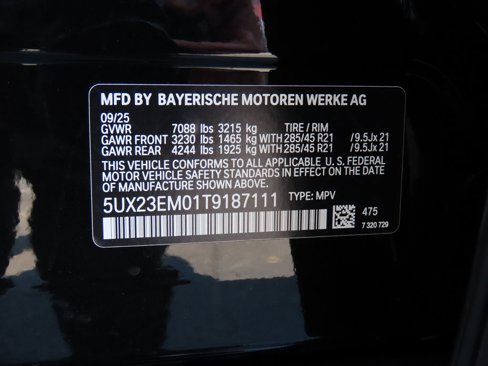 MFD BY BAYERISCHE MOTOREN WERKE AG
09/25
GVWR 7088 lbs 3215 kg TIRE / RIM
GAWR FRONT 3230 lbs 1465 kg WITH 285/45 R21 / 9.5Jx 21
GAWR REAR 4244 lbs 1925 kg WITH 285/45 R21 / 9.5Jx 21
THIS VEHICLE CONFORMS TO ALL APPLICABLE U.S. FEDERAL
MOTOR VEHICLE SAFETY STANDARDS IN EFFECT ON THE
DATE OF MANUFACTURE SHOWN ABOVE.
5UX23EM01T9187111 TYPE: MPV
475
7 320 729